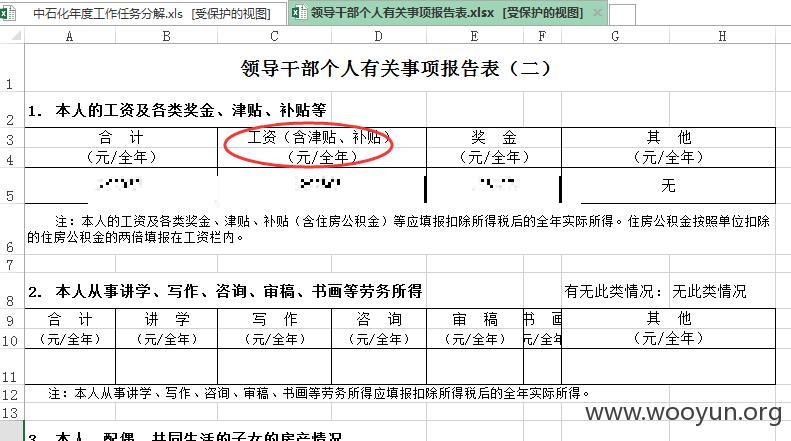 中石化年度工作任务分解.xls [受保护的视图] 领导干部个人有关事项报告表.xlsx [受保护的视图]
A B C D E F G H
1 领导干部个人有关事项报告表（二）
2 1. 本人的工资及各类奖金、津贴、补贴等
3 合 计 工资（含津贴、补贴） 奖 金 其 他
4 （元/全年） （元/全年） （元/全年） （元/全年）
5 无
注：本人的工资及各类奖金、津贴、补贴（含住房公积金）等应填报扣除所得税后的全年实际所得。住房公积金按照单位扣除
6 的住房公积金的两倍填报在工资栏内。
7
8 2. 本人从事讲学、写作、咨询、审稿、书画等劳务所得 有无此类情况： 无此类情况
9 合 计 讲 学 写 作 咨 询 审 稿 书 画 其 他
10 （元/全年） （元/全年） （元/全年） （元/全年） （元/全年） 元/全年 （元/全年）
11
12 注：本人从事讲学、写作、咨询、审稿、书画等劳务所得应填报扣除所得税后的全年实际所得。
13
3. 本人、配偶、共同生活的子女的房产情况
www.wooyun.org